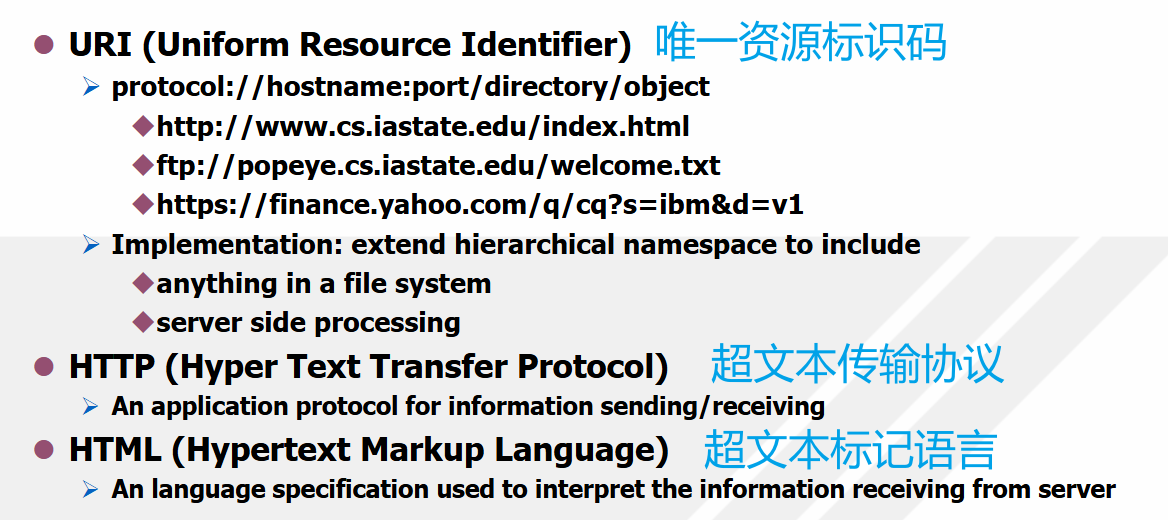 URI (Uniform Resource Identifier) 唯一资源标识码
protocol://hostname:port/directory/object
http://www.cs.iastate.edu/index.html
ftp://popeye.cs.iastate.edu/welcome.txt
https://finance.yahoo.com/q/cq?s=ibm&d=v1
Implementation: extend hierarchical namespace to include
anything in a file system
server side processing
HTTP (Hyper Text Transfer Protocol) 超文本传输协议
An application protocol for information sending/receiving
HTML (Hypertext Markup Language) 超文本标记语言
An language specification used to interpret the information receiving from server